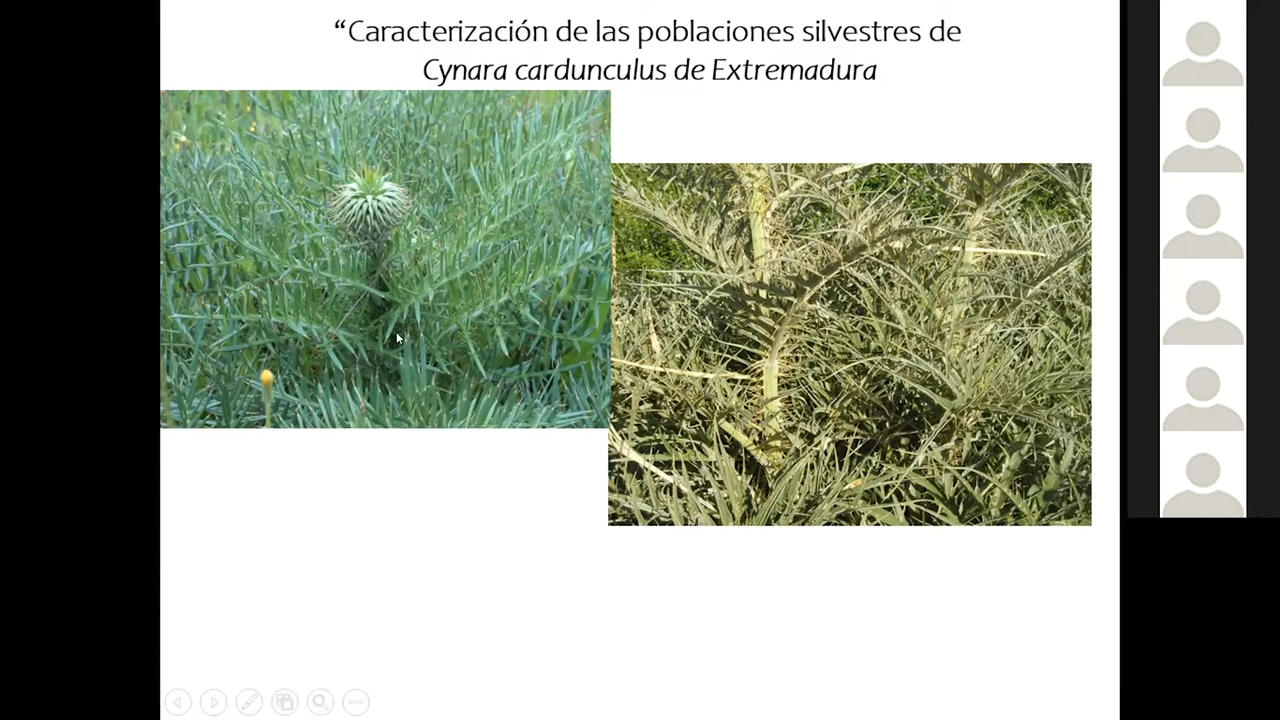 “Caracterización de las poblaciones silvestres de
Cynara cardunculus de Extremadura